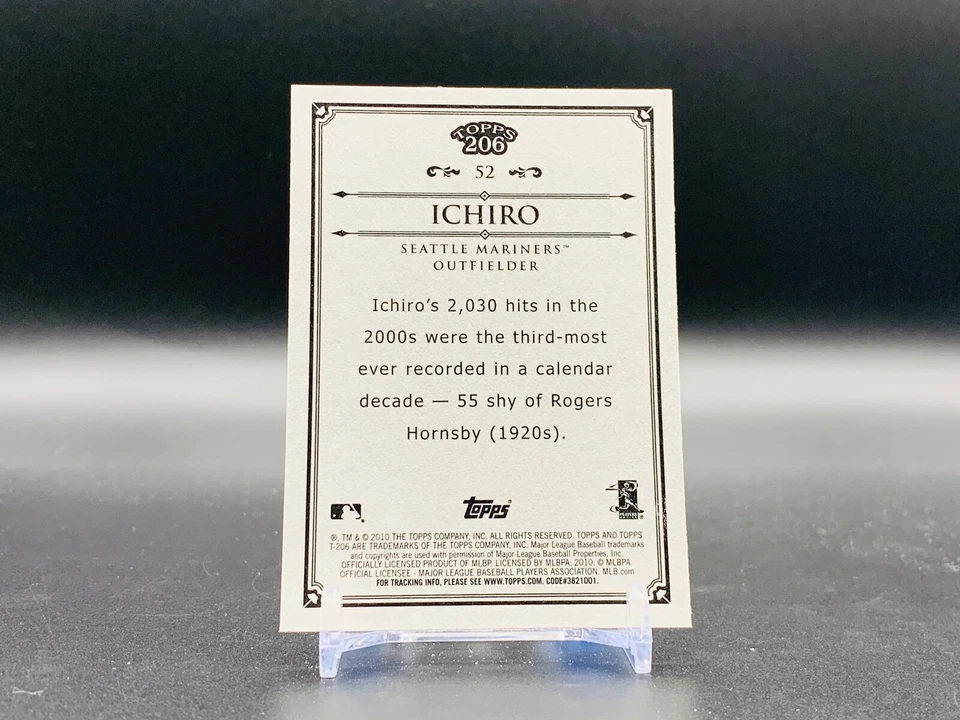 TOPPS
206
52
ICHIRO
SEATTLE MARINERS™
OUTFIELDER
Ichiro's 2,030 hits in the
2000s were the third-most
ever recorded in a calendar
decade — 55 shy of Rogers
Hornsby (1920s).
Topps®
®, TM & © 2010 THE TOPPS COMPANY, INC. ALL RIGHTS RESERVED. TOPPS AND TOPPS
T-206 ARE TRADEMARKS OF THE TOPPS COMPANY, INC. Major League Baseball trademarks
and copyrights are used with permission of Major League Baseball Properties, Inc.
OFFICIALLY LICENSED PRODUCT OF MLBP. LICENSED BY MLBPA. 2010. © MLBPA.
OFFICIAL LICENSEE - MAJOR LEAGUE BASEBALL PLAYERS ASSOCIATION. MLB.com
FOR TRACKING INFO, PLEASE SEE WWW.TOPPS.COM. CODE#3821001.